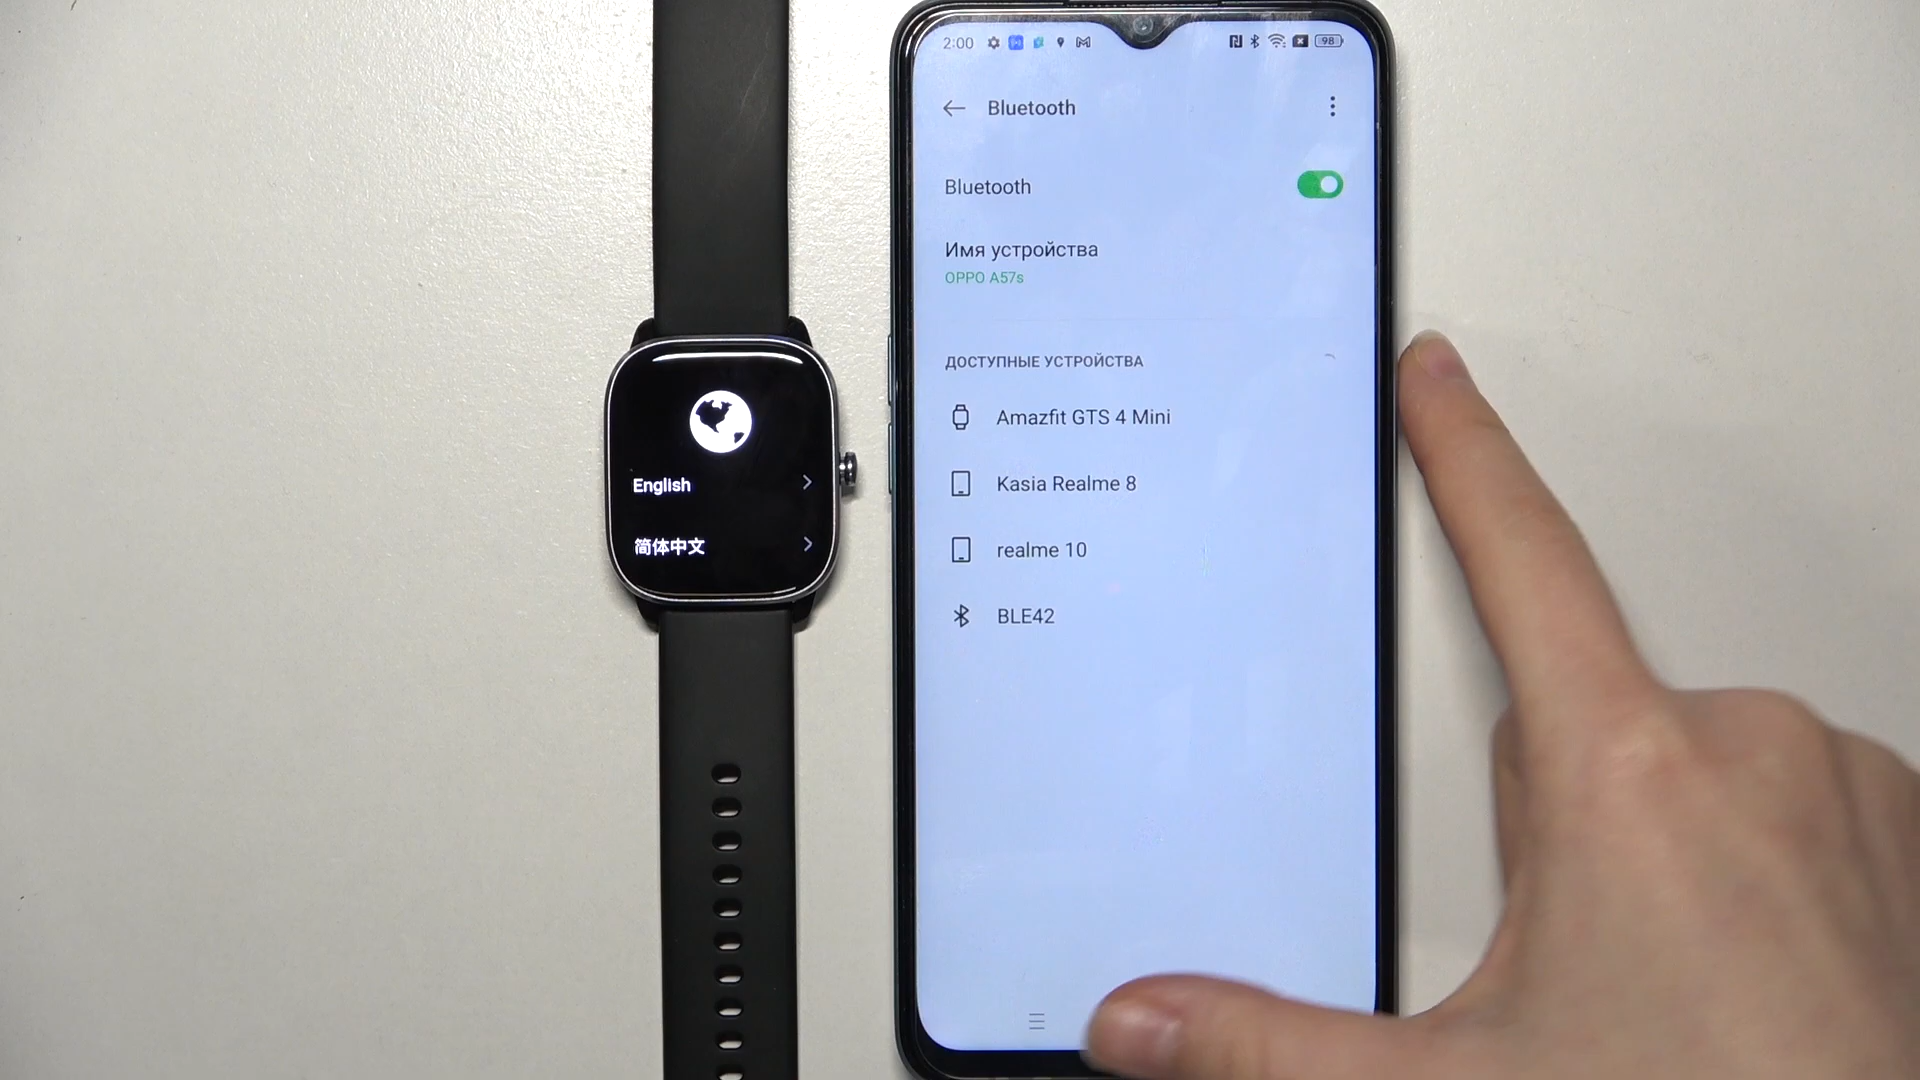 English
简体中文
2:00
98
Bluetooth
Bluetooth
Имя устройства
OPPO A57s
ДОСТУПНЫЕ УСТРОЙСТВА
Amazfit GTS 4 Mini
Kasia Realme 8
realme 10
BLE42